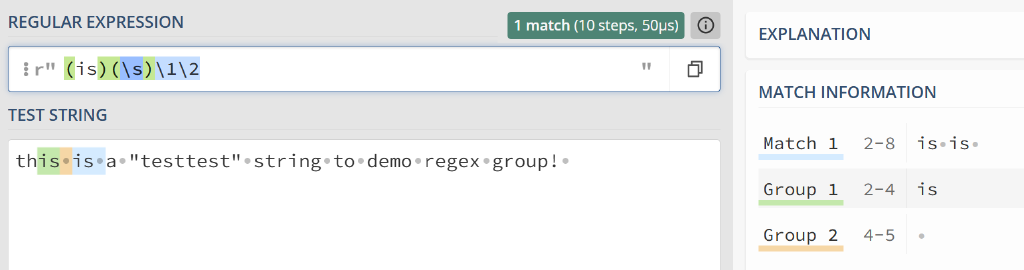 REGULAR EXPRESSION
1 match (10 steps, 50µs)
r" (is)(\s)\1\2 "
TEST STRING
this·is·a·"testtest"·string·to·demo·regex·group!·
EXPLANATION
MATCH INFORMATION
Match 1 2-8 is·is·
Group 1 2-4 is
Group 2 4-5 ·